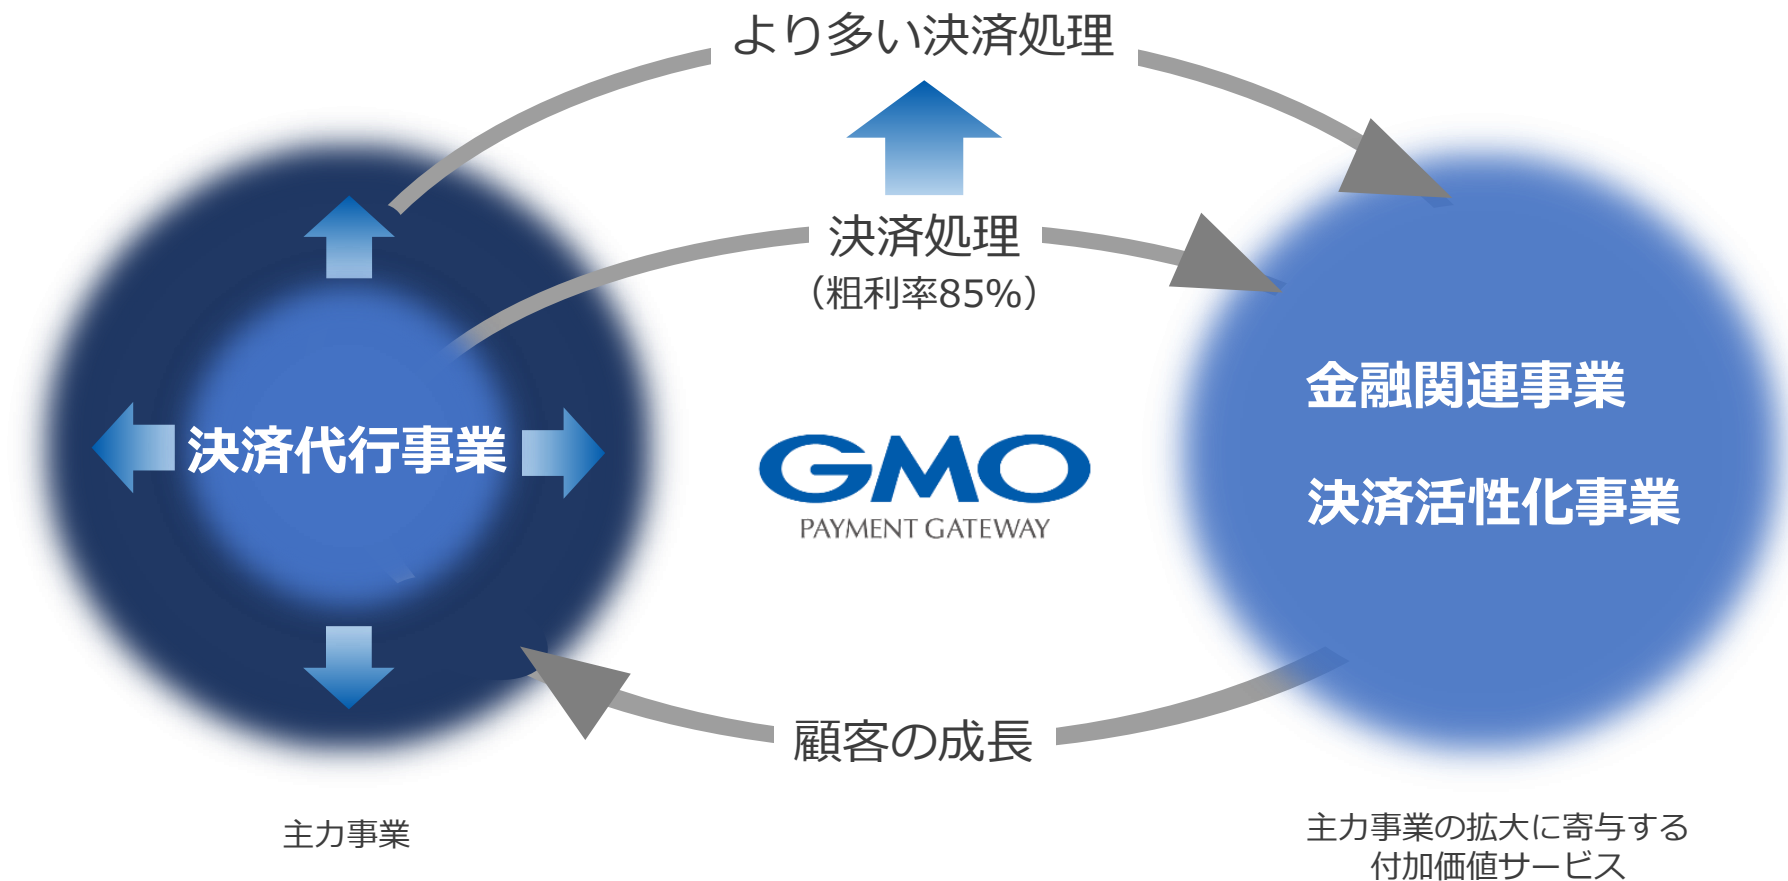 より多い決済処理
決済処理
（粗利率85%）
決済代行事業
金融関連事業
決済活性化事業
GMO
PAYMENT GATEWAY
顧客の成長
主力事業
主力事業の拡大に寄与する
付加価値サービス